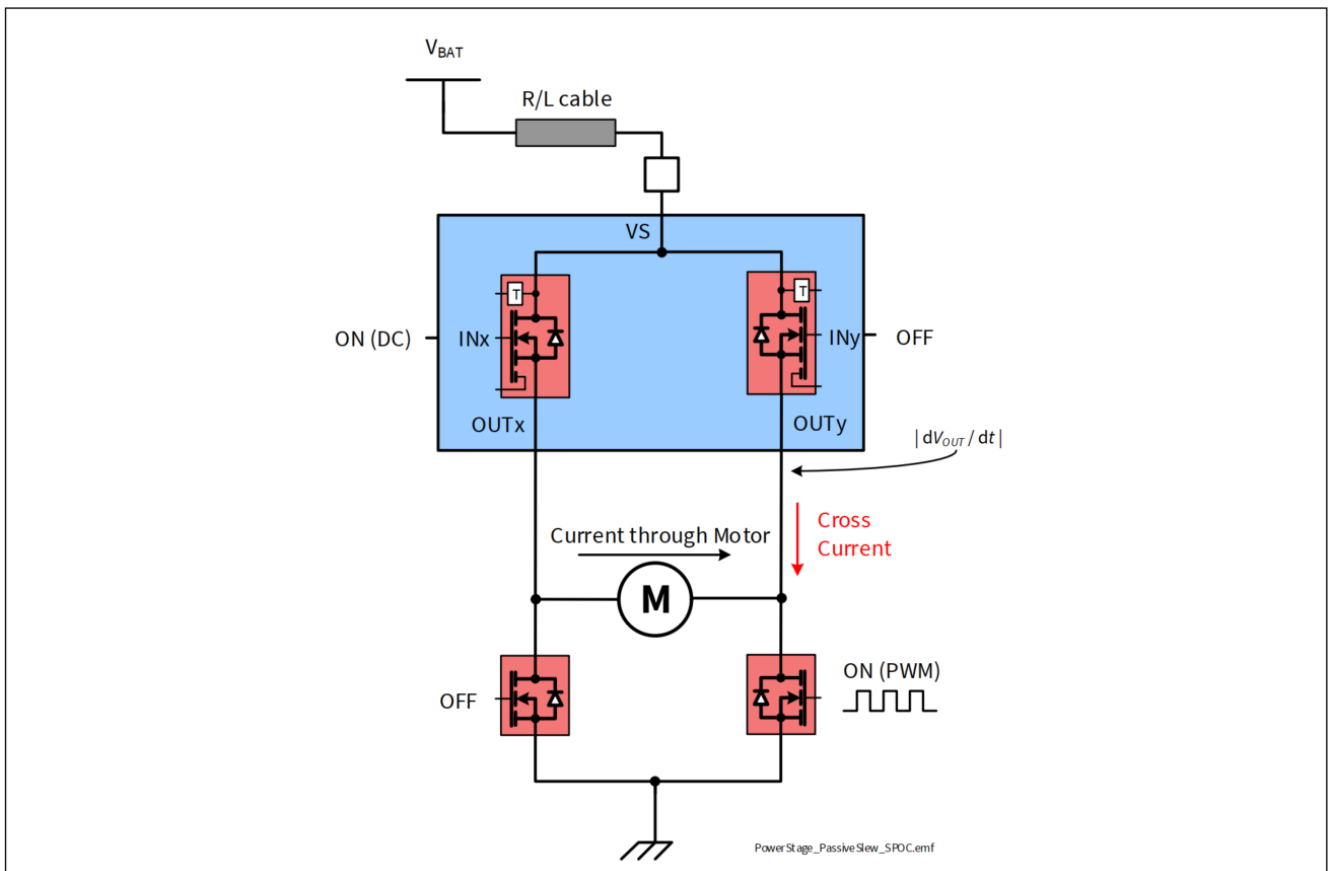 VBAT
R/L cable
VS
T
T
ON (DC)
INx
INy
OFF
OUTx
OUTy
|dVOUT / dt|
Current through Motor
Cross
Current
M
OFF
ON (PWM)
PowerStage_PassiveSlew_SPOC.emf